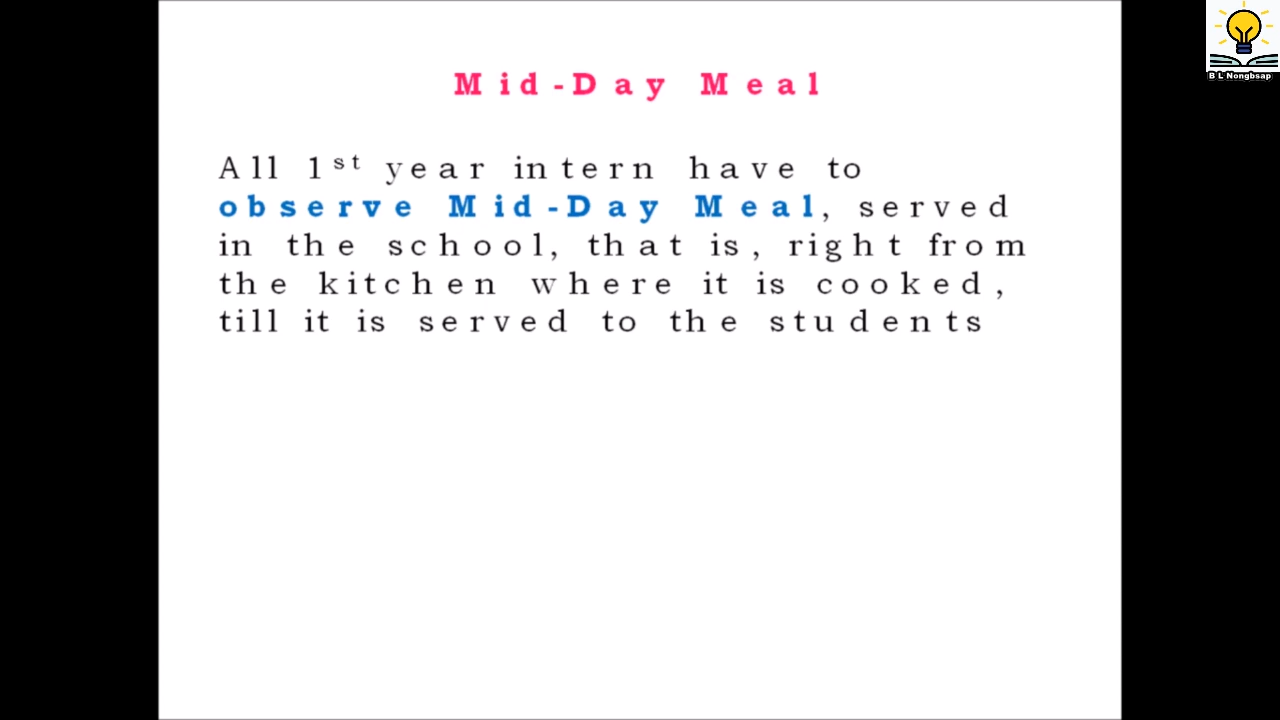 Mid-Day Meal
All 1st year intern have to
observe Mid-Day Meal, served
in the school, that is, right from
the kitchen where it is cooked,
till it is served to the students
B L Nongbsap